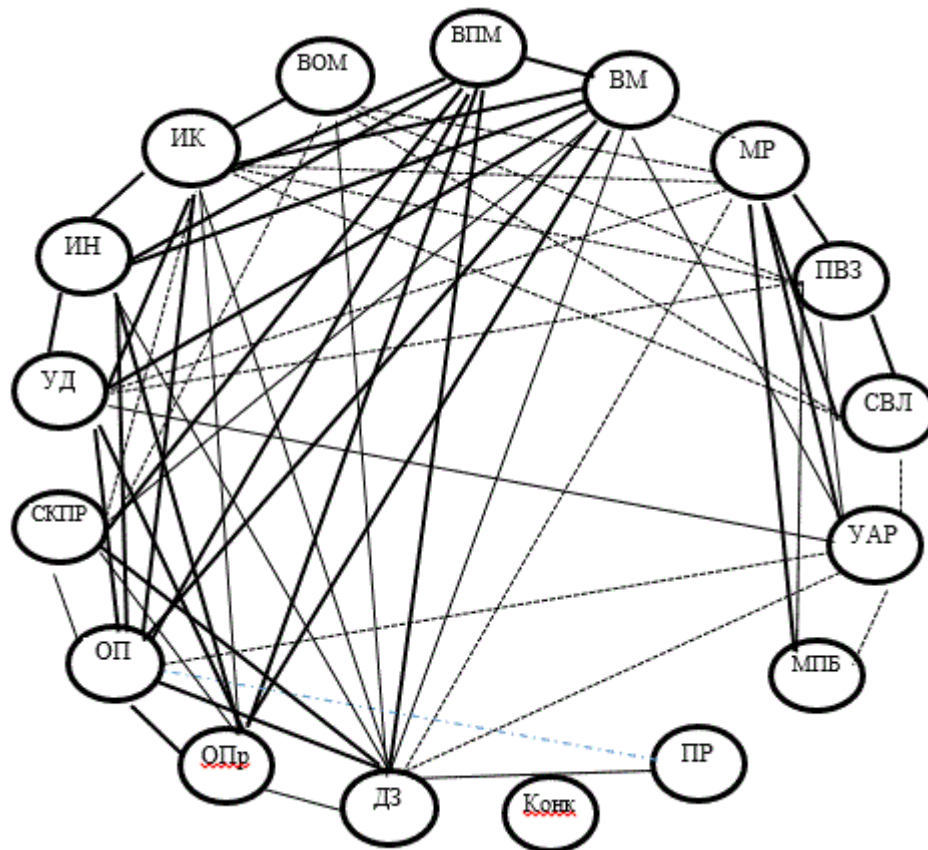 ВПМ
ВОМ
ВМ
ИК
МР
ИН
ПВЗ
УД
СВЛ
СКПР
УАР
ОП
МПБ
ОПр
ПР
ДЗ
Конк